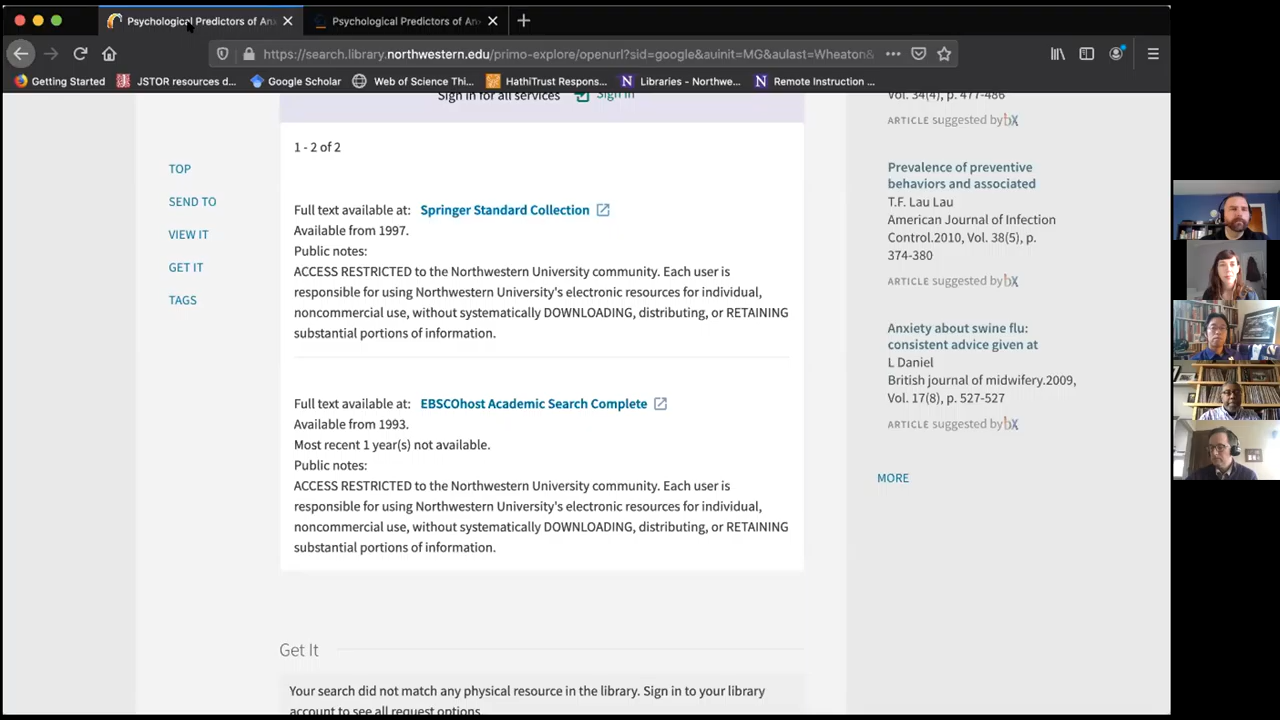 Psychological Predictors of An
Psychological Predictors of An
https://search.library.northwestern.edu/primo-explore/openurl?sid=google&auinit=MG&aulast=Wheaton&
Getting Started
JSTOR resources d...
Google Scholar
Web of Science Thi...
HathiTrust Respons...
Libraries - Northwe...
Remote Instruction ...
Sign in for all services
Sign in
1 - 2 of 2
TOP
SEND TO
VIEW IT
GET IT
TAGS
Full text available at: Springer Standard Collection
Available from 1997.
Public notes:
ACCESS RESTRICTED to the Northwestern University community. Each user is
responsible for using Northwestern University's electronic resources for individual,
noncommercial use, without systematically DOWNLOADING, distributing, or RETAINING
substantial portions of information.
Full text available at: EBSCOhost Academic Search Complete
Available from 1993.
Most recent 1 year(s) not available.
Public notes:
ACCESS RESTRICTED to the Northwestern University community. Each user is
responsible for using Northwestern University's electronic resources for individual,
noncommercial use, without systematically DOWNLOADING, distributing, or RETAINING
substantial portions of information.
Get It
Your search did not match any physical resource in the library. Sign in to your library
account to see all request options.
Vol. 34(4), p. 477-486
ARTICLE suggested by bX
Prevalence of preventive
behaviors and associated
T.F. Lau Lau
American Journal of Infection
Control.2010, Vol. 38(5), p.
374-380
ARTICLE suggested by bX
Anxiety about swine flu:
consistent advice given at
L Daniel
British journal of midwifery.2009,
Vol. 17(8), p. 527-527
ARTICLE suggested by bX
MORE